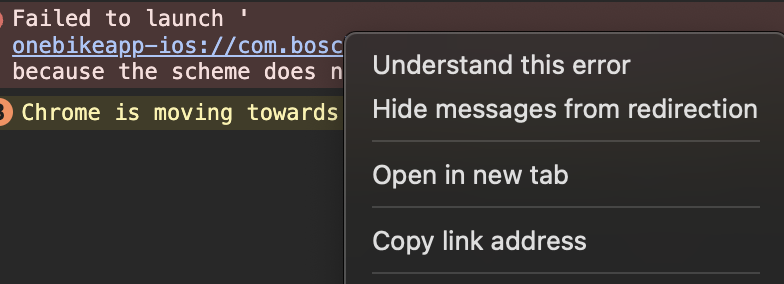 Failed to launch '
onebikeapp-ios://com.bosc
because the scheme does n
Chrome is moving towards
Understand this error
Hide messages from redirection
Open in new tab
Copy link address